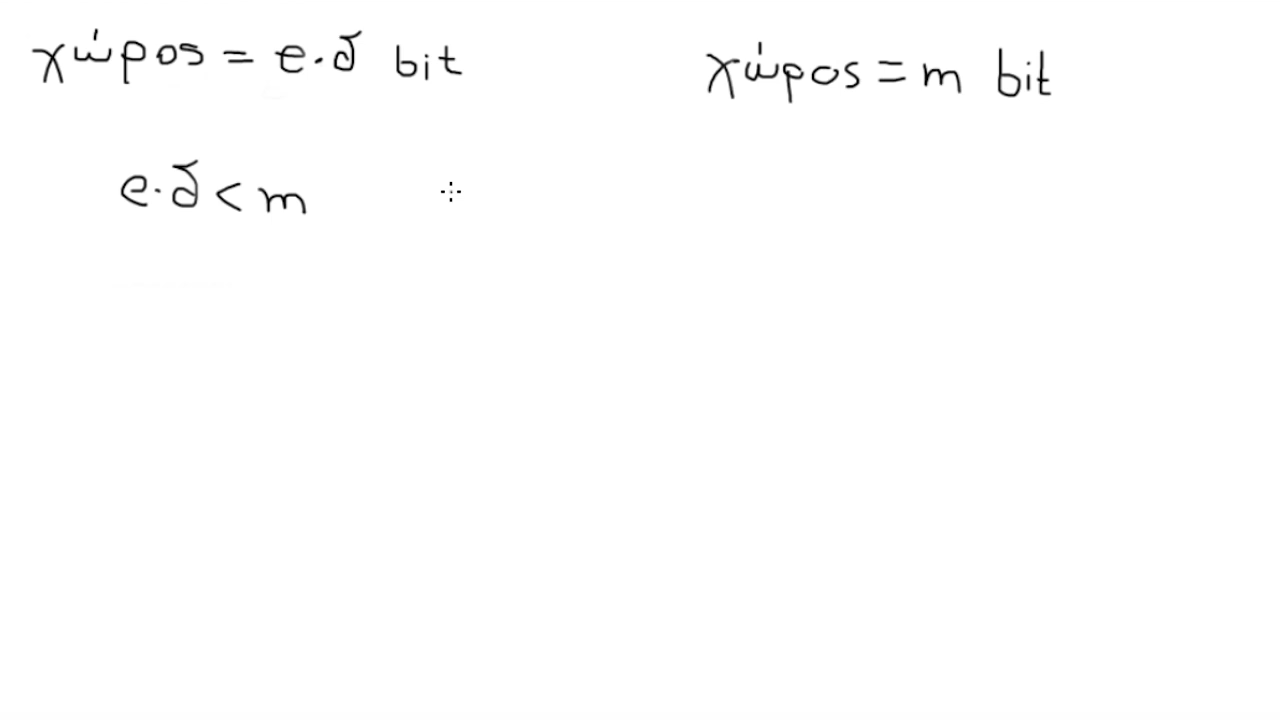 χώρος = e·δ bit
χώρος = m bit
e·δ < m